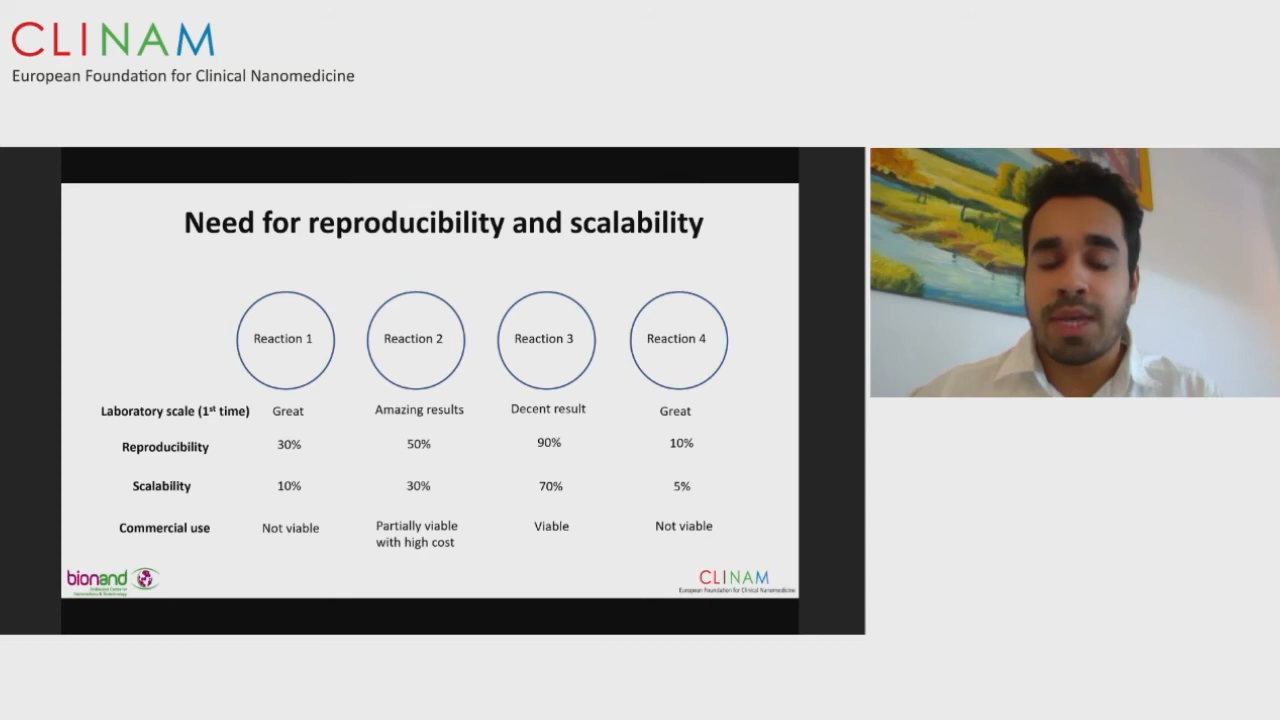 CLINAM
European Foundation for Clinical Nanomedicine
Need for reproducibility and scalability
Reaction 1 Reaction 2 Reaction 3 Reaction 4
Laboratory scale (1st time) Great Amazing results Decent result Great
Reproducibility 30% 50% 90% 10%
Scalability 10% 30% 70% 5%
Commercial use Not viable Partially viable Viable Not viable
with high cost
bionand
CLINAM
European Foundation for Clinical Nanomedicine